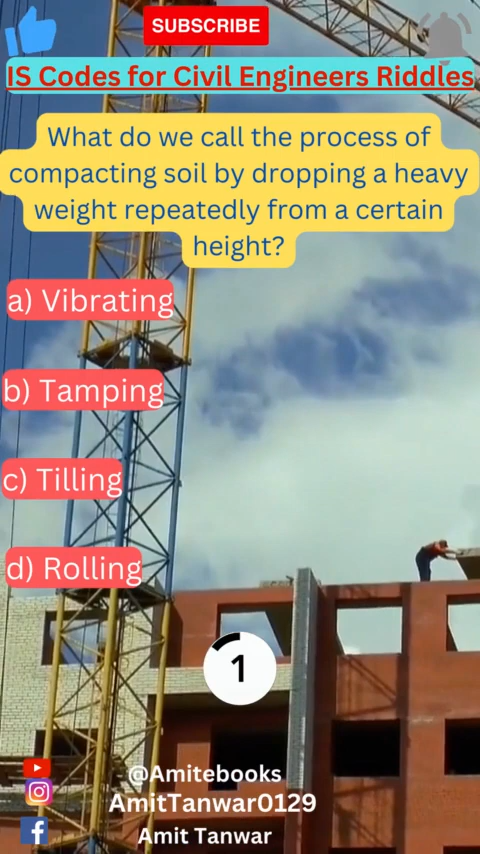 SUBSCRIBE
IS Codes for Civil Engineers Riddles
What do we call the process of
compacting soil by dropping a heavy
weight repeatedly from a certain
height?
a) Vibrating
b) Tamping
c) Tilling
d) Rolling
1
@Amitebooks
AmitTanwar0129
Amit Tanwar